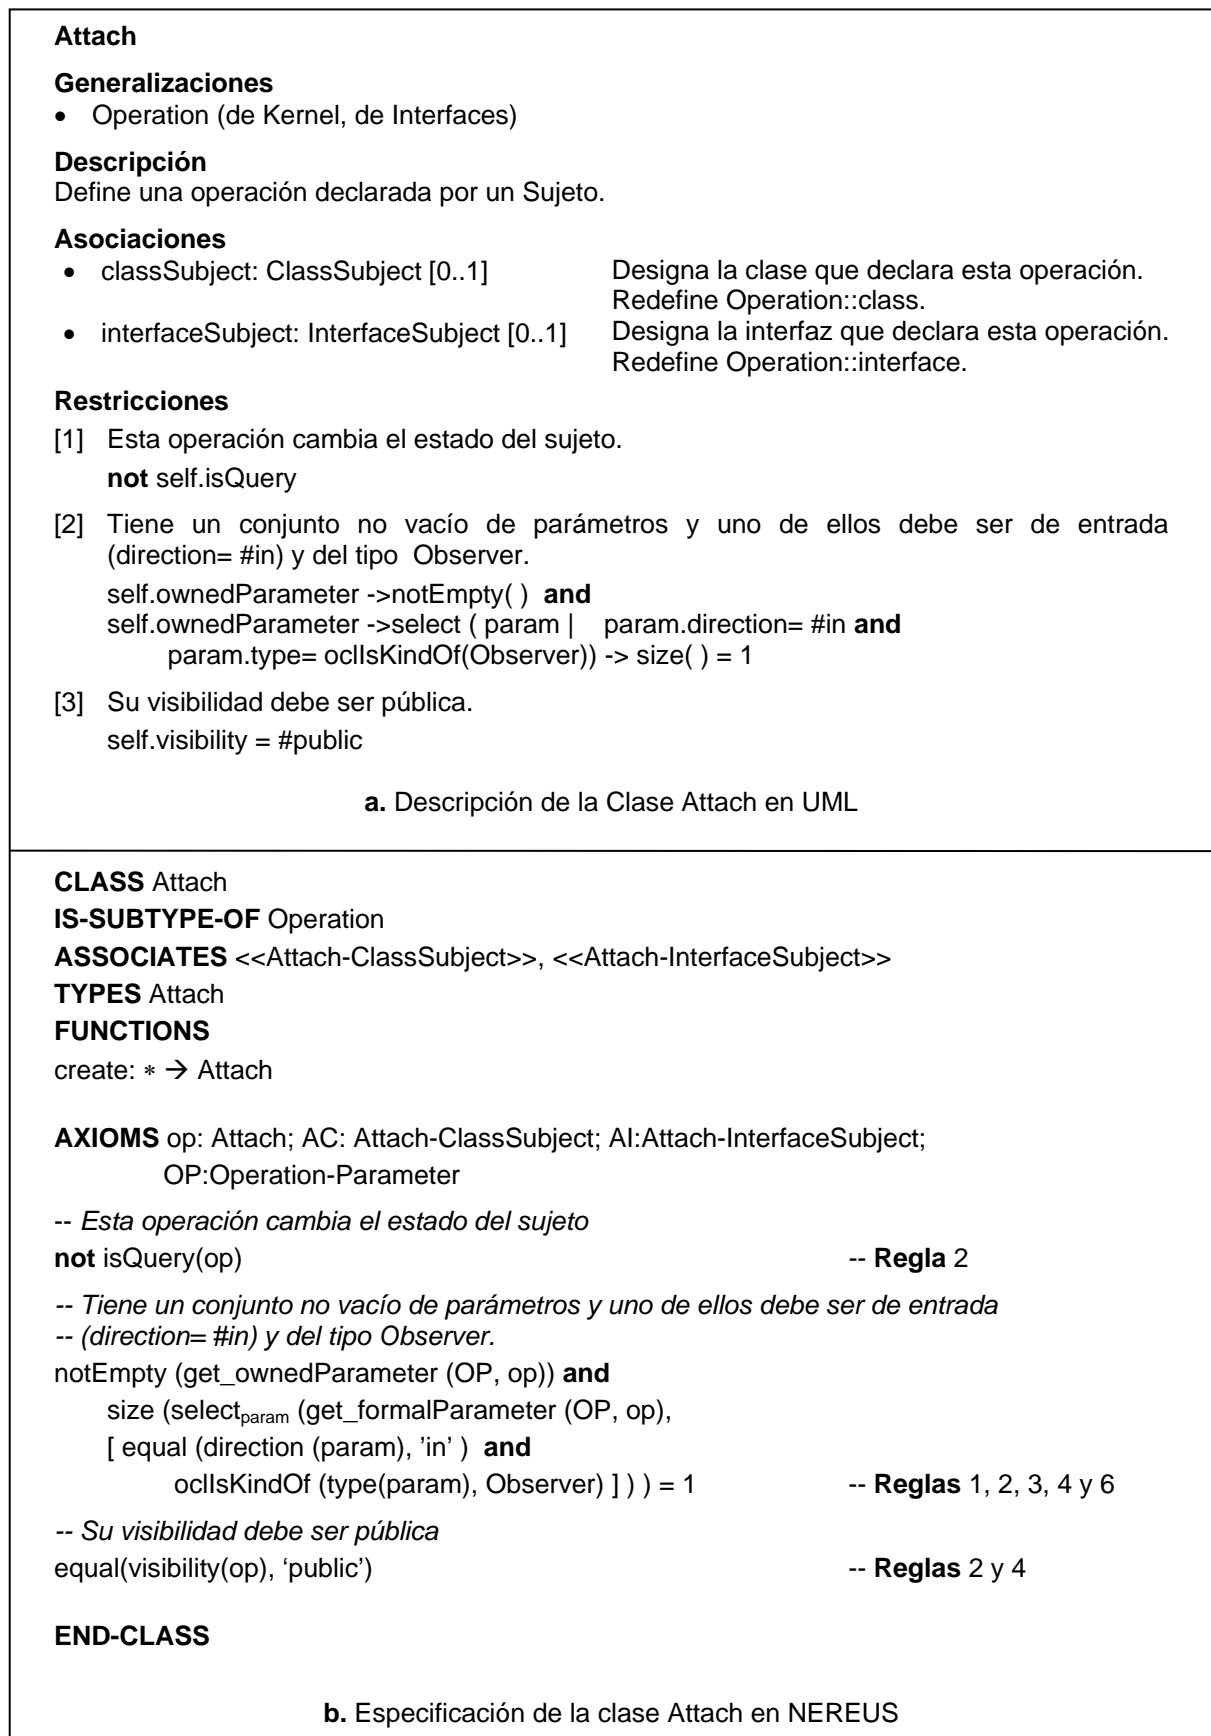 Attach
Generalizaciones
• Operation (de Kernel, de Interfaces)
Descripción
Define una operación declarada por un Sujeto.
Asociaciones
• classSubject: ClassSubject [0..1] Designa la clase que declara esta operación.
Redefine Operation::class.
• interfaceSubject: InterfaceSubject [0..1] Designa la interfaz que declara esta operación.
Redefine Operation::interface.
Restricciones
[1] Esta operación cambia el estado del sujeto.
not self.isQuery
[2] Tiene un conjunto no vacío de parámetros y uno de ellos debe ser de entrada
(direction= #in) y del tipo Observer.
self.ownedParameter ->notEmpty( ) and
self.ownedParameter ->select ( param | param.direction= #in and
param.type= oclIsKindOf(Observer)) -> size( ) = 1
[3] Su visibilidad debe ser pública.
self.visibility = #public
a. Descripción de la Clase Attach en UML
CLASS Attach
IS-SUBTYPE-OF Operation
ASSOCIATES <<Attach-ClassSubject>>, <<Attach-InterfaceSubject>>
TYPES Attach
FUNCTIONS
create: * → Attach
AXIOMS op: Attach; AC: Attach-ClassSubject; AI:Attach-InterfaceSubject;
OP:Operation-Parameter
-- Esta operación cambia el estado del sujeto
not isQuery(op) -- Regla 2
-- Tiene un conjunto no vacío de parámetros y uno de ellos debe ser de entrada
-- (direction= #in) y del tipo Observer.
notEmpty (get_ownedParameter (OP, op)) and
size (selectparam (get_formalParameter (OP, op),
[ equal (direction (param), 'in' ) and
oclIsKindOf (type(param), Observer) ] ) ) = 1 -- Reglas 1, 2, 3, 4 y 6
-- Su visibilidad debe ser pública
equal(visibility(op), 'public') -- Reglas 2 y 4
END-CLASS
b. Especificación de la clase Attach en NEREUS